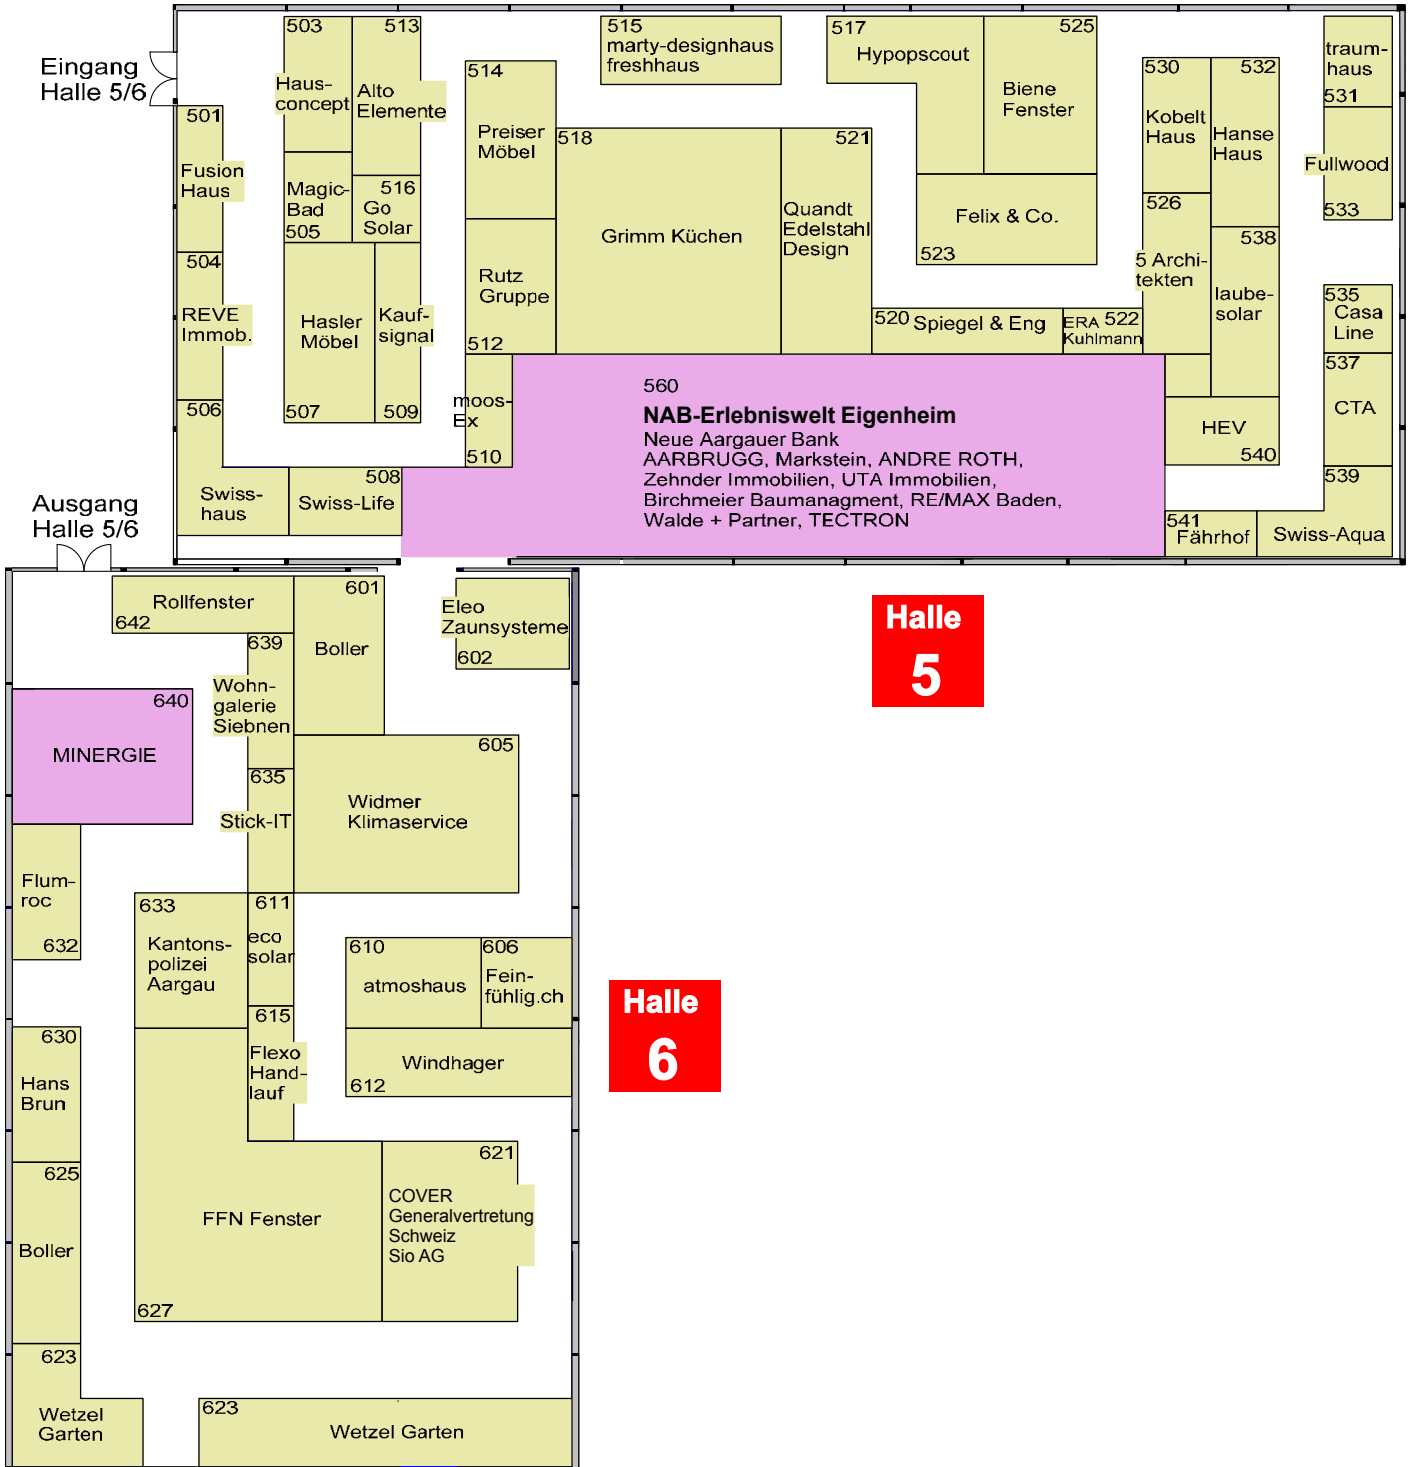 Eingang
Halle 5/6
501
Fusion
Haus
504
REVE
Immob.
506
Swiss-
haus
508
Swiss-Life
503
Haus-
concept
513
Alto
Elemente
Magic-
Bad
505
516
Go
Solar
Hasler
Möbel
507
Kauf-
signal
509
514
Preiser
Möbel
Rutz
Gruppe
512
moos-
Ex
510
515
marty-designhaus
freshhaus
518
Grimm Küchen
521
Quandt
Edelstahl
Design
517
Hypopscout
525
Biene
Fenster
Felix & Co.
523
520 Spiegel & Eng
ERA 522
Kuhlmann
530
Kobelt
Haus
532
Hanse
Haus
526
5 Archi-
tekten
538
laube-
solar
HEV
540
traum-
haus
531
Fullwood
533
535
Casa
Line
537
CTA
539
Swiss-Aqua
541
Fährhof
560
NAB-Erlebniswelt Eigenheim
Neue Aargauer Bank
AARBRUGG, Markstein, ANDRE ROTH,
Zehnder Immobilien, UTA Immobilien,
Birchmeier Baumanagment, RE/MAX Baden,
Walde + Partner, TECTRON
Ausgang
Halle 5/6
Halle
5
Rollfenster
642
601
Boller
Eleo
Zaunsysteme
602
639
Wohn-
galerie
Siebnen
640
MINERGIE
605
Widmer
Klimaservice
635
Stick-IT
Flum-
roc
632
633
Kantons-
polizei
Aargau
611
eco
solar
610
atmoshaus
606
Fein-
fühlig.ch
Windhager
612
615
Flexo
Hand-
lauf
Halle
6
630
Hans
Brun
625
Boller
FFN Fenster
627
621
COVER
Generalvertretung
Schweiz
Sio AG
623
Wetzel
Garten
623
Wetzel Garten